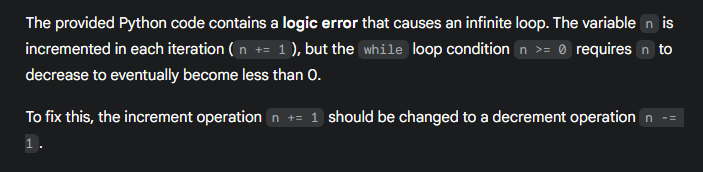 The provided Python code contains a logic error that causes an infinite loop. The variable n is
incremented in each iteration ( n += 1 ), but the while loop condition n >= 0 requires n to
decrease to eventually become less than 0.
To fix this, the increment operation n += 1 should be changed to a decrement operation n -=
1 .